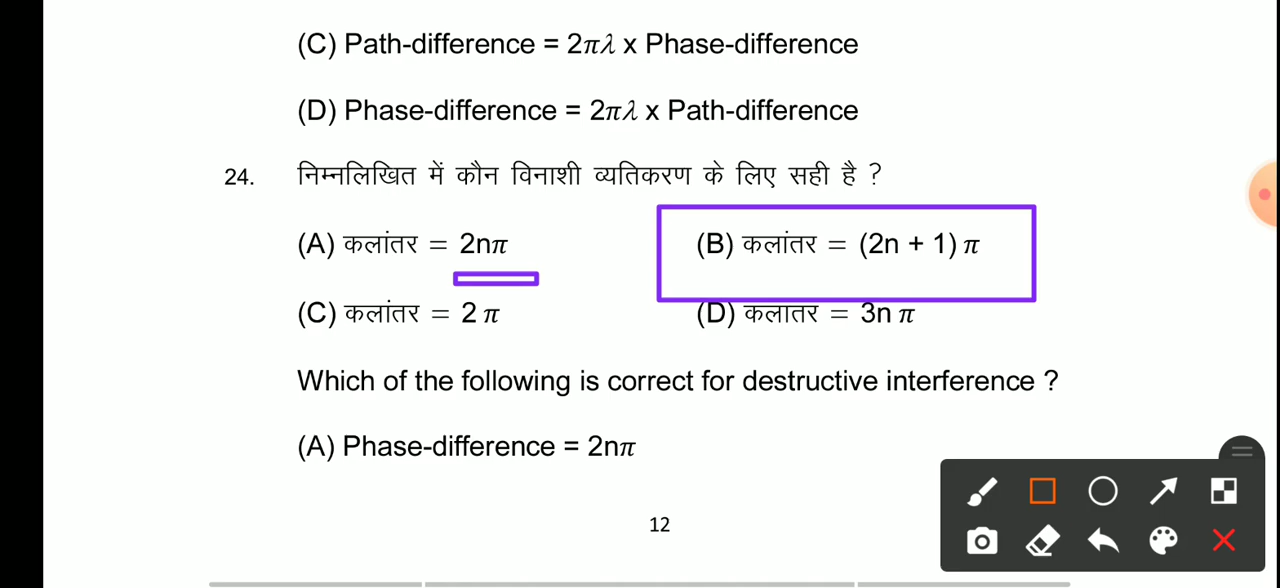 (C) Path-difference = 2πλ x Phase-difference
(D) Phase-difference = 2πλ x Path-difference
24. निम्नलिखित में कौन विनाशी व्यतिकरण के लिए सही है ?
(A) कलांतर = 2nπ (B) कलांतर = (2n + 1) π
(C) कलांतर = 2 π (D) कलातर = 3n π
Which of the following is correct for destructive interference ?
(A) Phase-difference = 2nπ
12